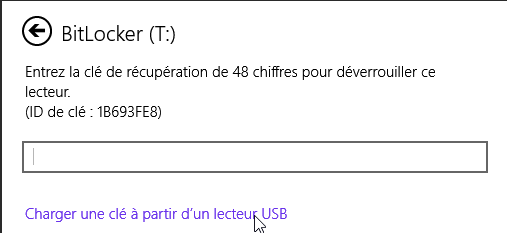 BitLocker (T:)
Entrez la clé de récupération de 48 chiffres pour déverrouiller ce
lecteur.
(ID de clé : 1B693FE8)
Charger une clé à partir d'un lecteur USB